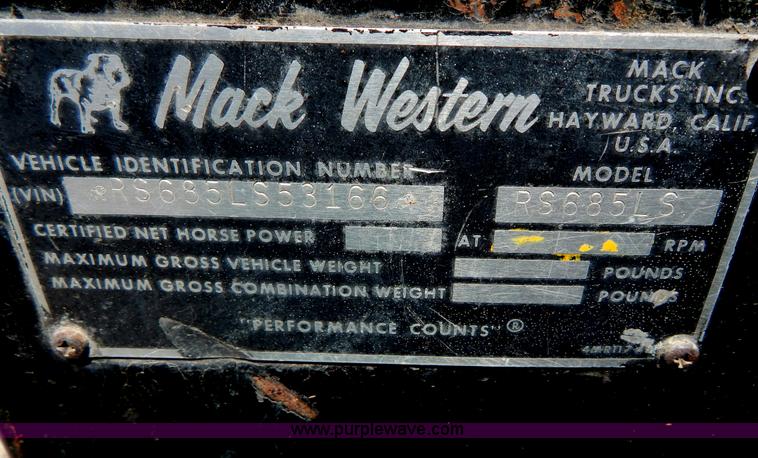 Mack Western
MACK
TRUCKS INC.
HAYWARD, CALIF.
U.S.A.
VEHICLE IDENTIFICATION NUMBER
MODEL
(VIN) RS685LS53166
RS685LS
CERTIFIED NET HORSE POWER AT RPM
MAXIMUM GROSS VEHICLE WEIGHT POUNDS
MAXIMUM GROSS COMBINATION WEIGHT POUNDS
"PERFORMANCE COUNTS"®
www.purplewave.com